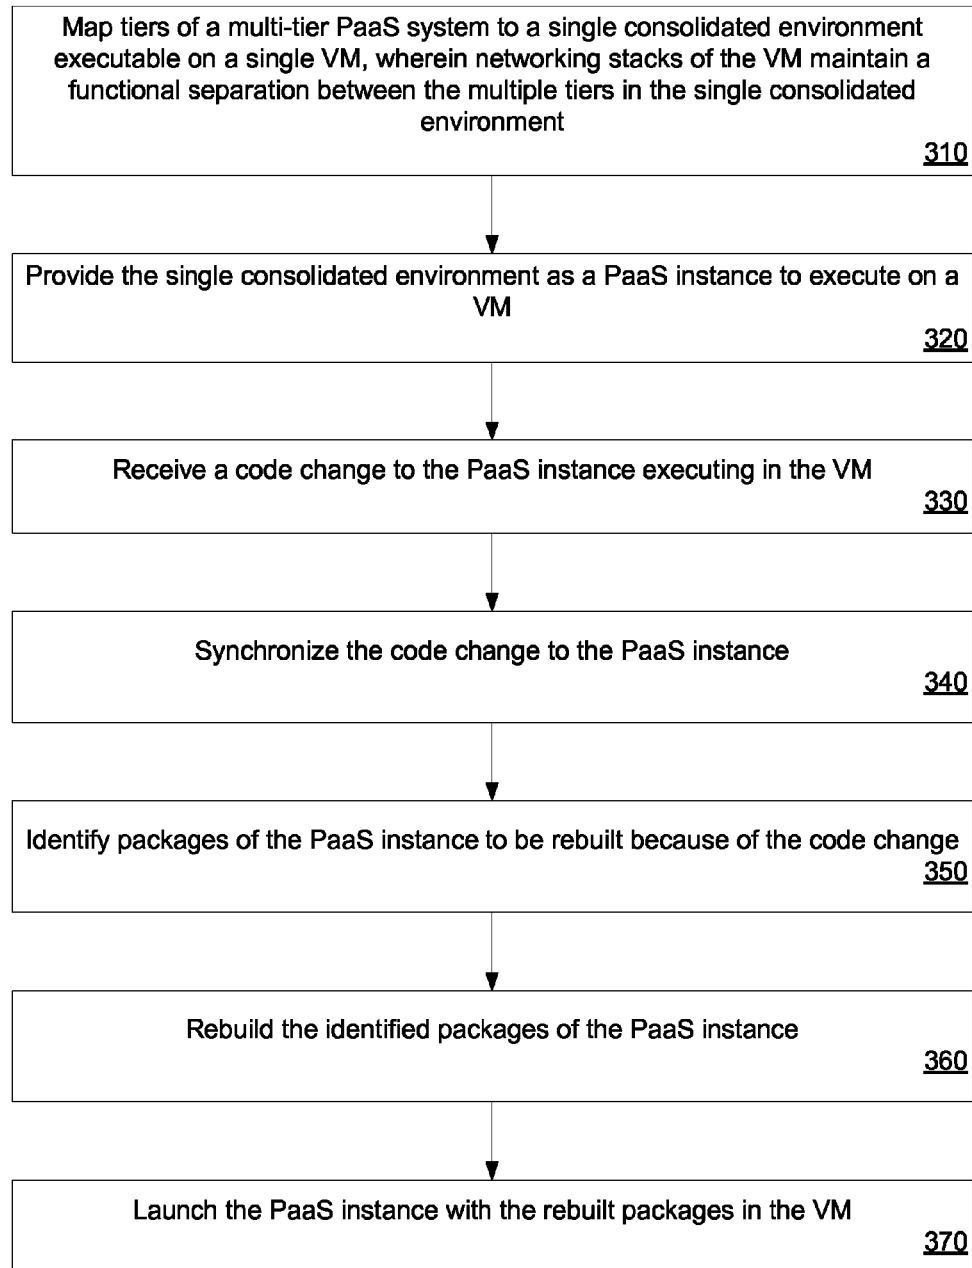 Map tiers of a multi-tier PaaS system to a single consolidated environment
executable on a single VM, wherein networking stacks of the VM maintain a
functional separation between the multiple tiers in the single consolidated
environment
310
Provide the single consolidated environment as a PaaS instance to execute on a
VM
320
Receive a code change to the PaaS instance executing in the VM
330
Synchronize the code change to the PaaS instance
340
Identify packages of the PaaS instance to be rebuilt because of the code change
350
Rebuild the identified packages of the PaaS instance
360
Launch the PaaS instance with the rebuilt packages in the VM
370